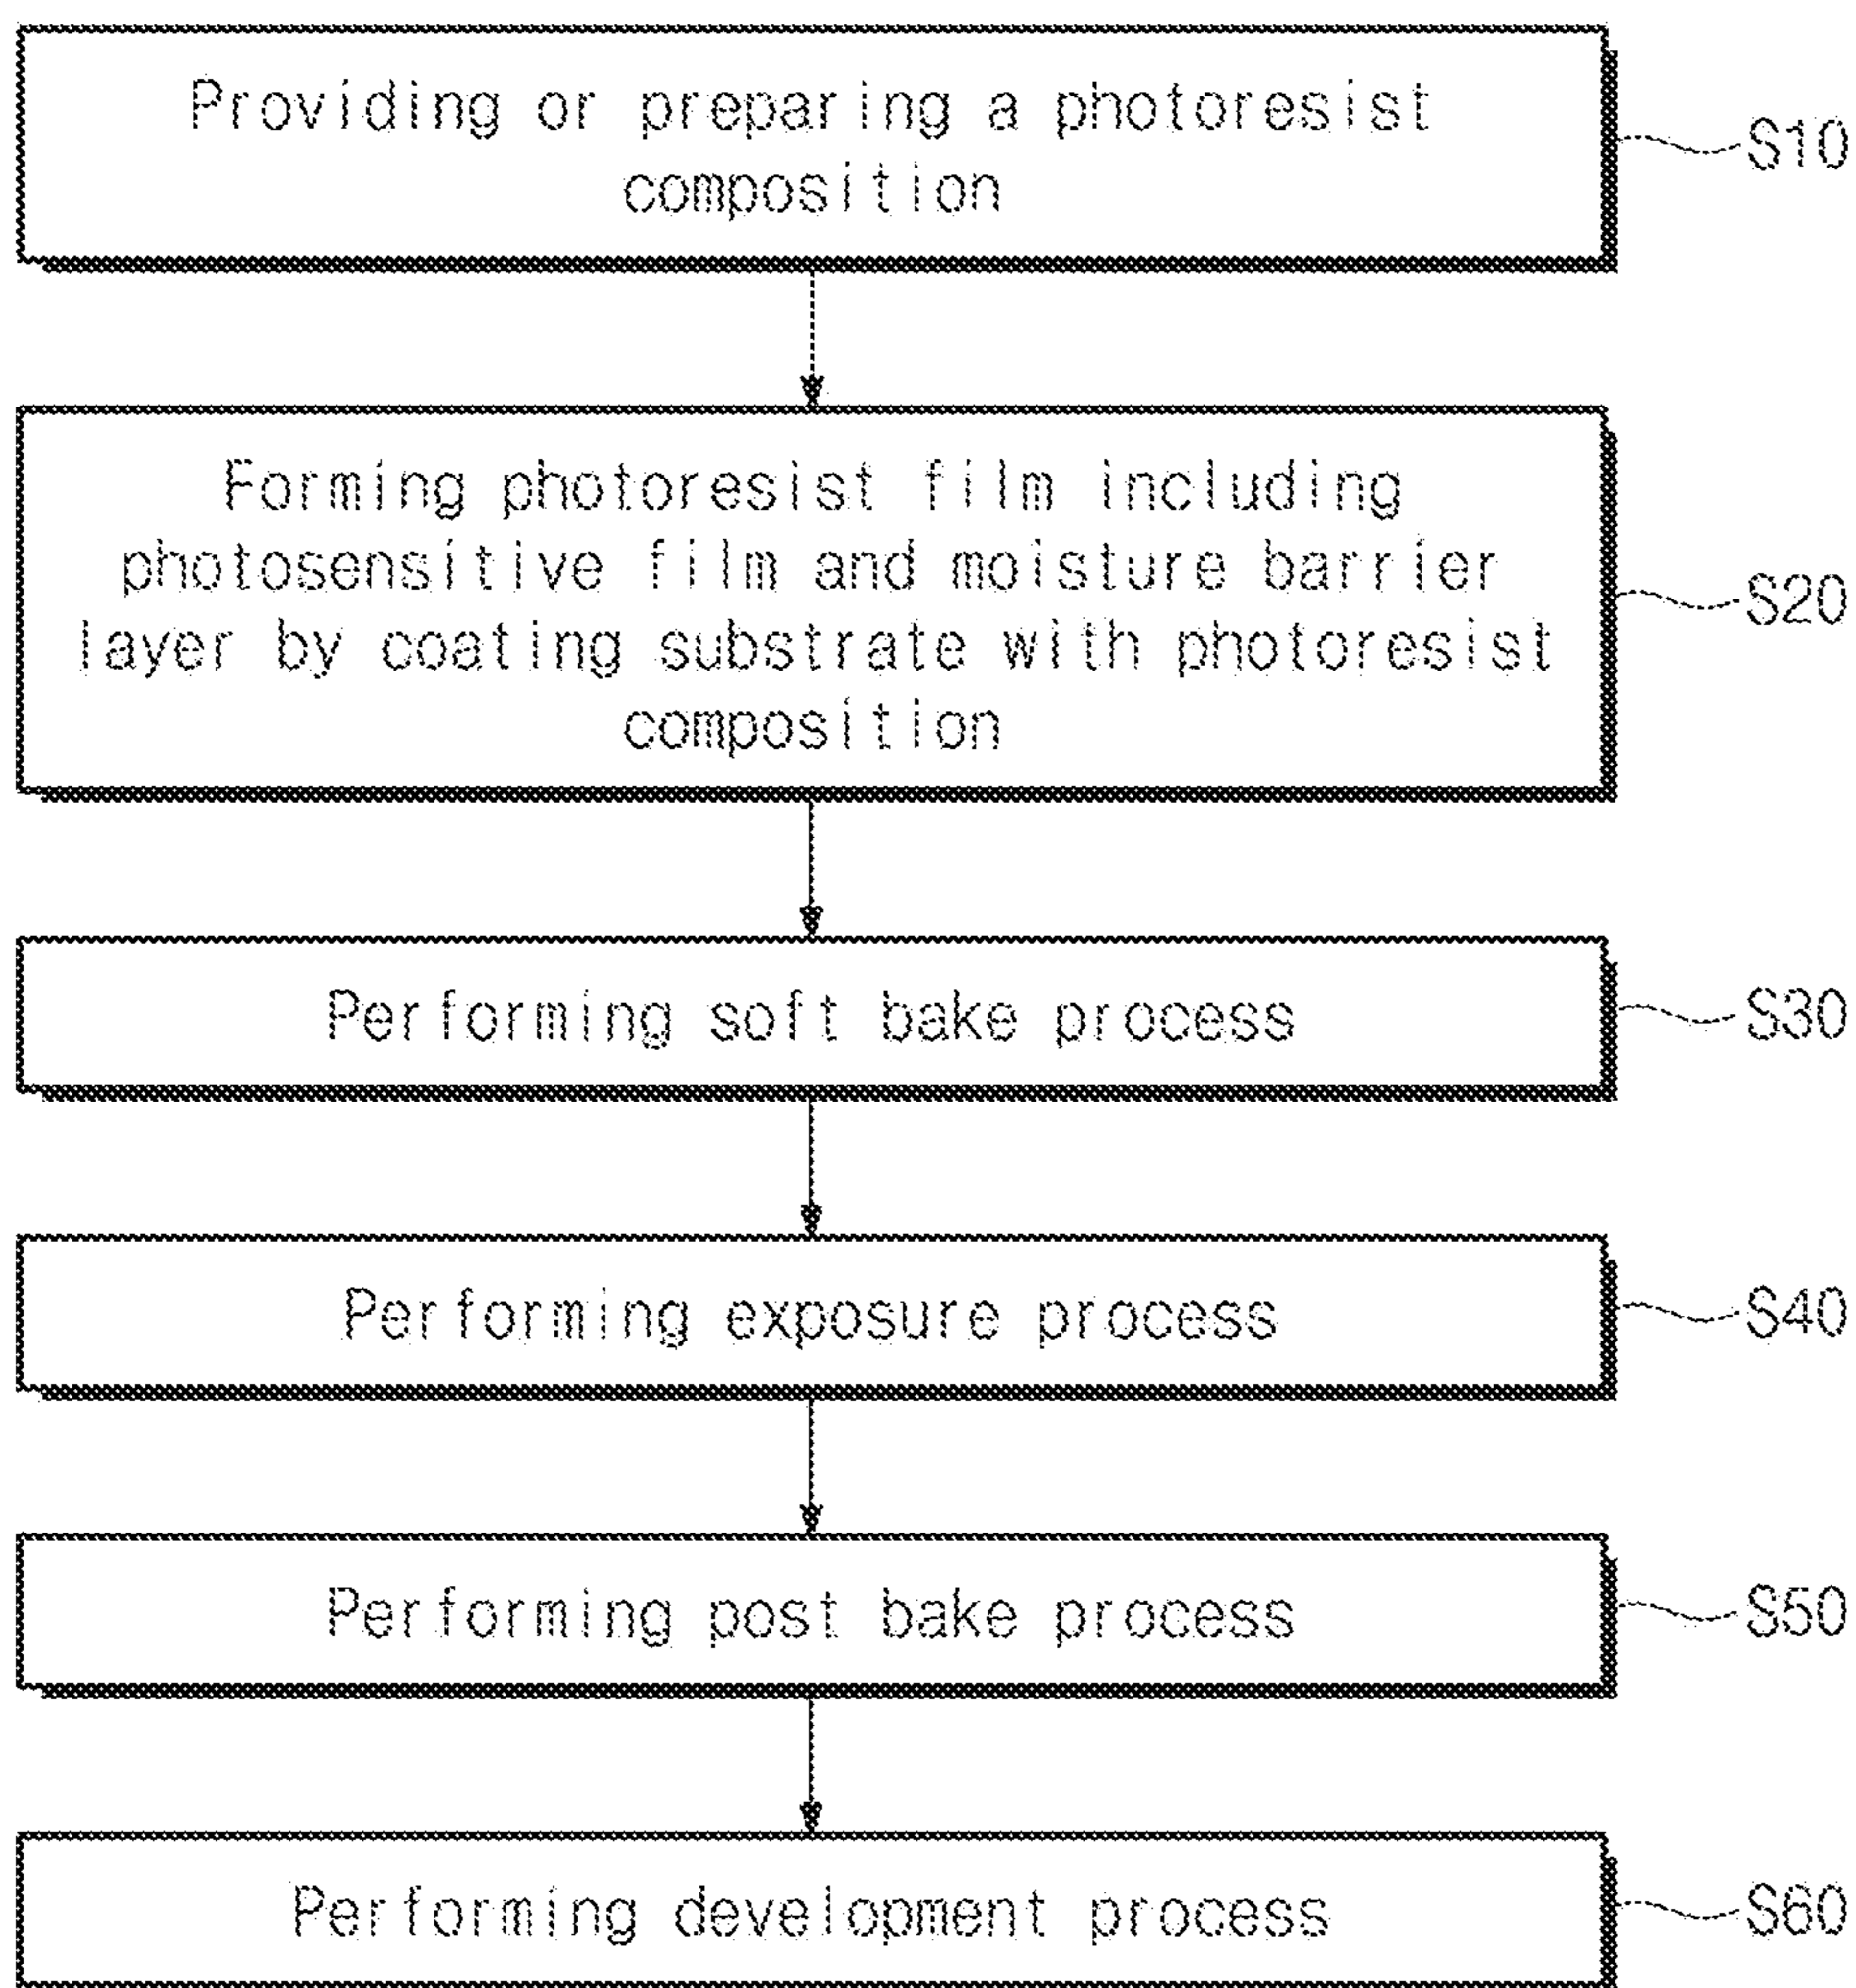 Providing or preparing a photoresist
composition
S10
Forming photoresist film including
photosensitive film and moisture barrier
layer by coating substrate with photoresist
composition
S20
Performing soft bake process
S30
Performing exposure process
S40
Performing post bake process
S50
Performing development process
S60